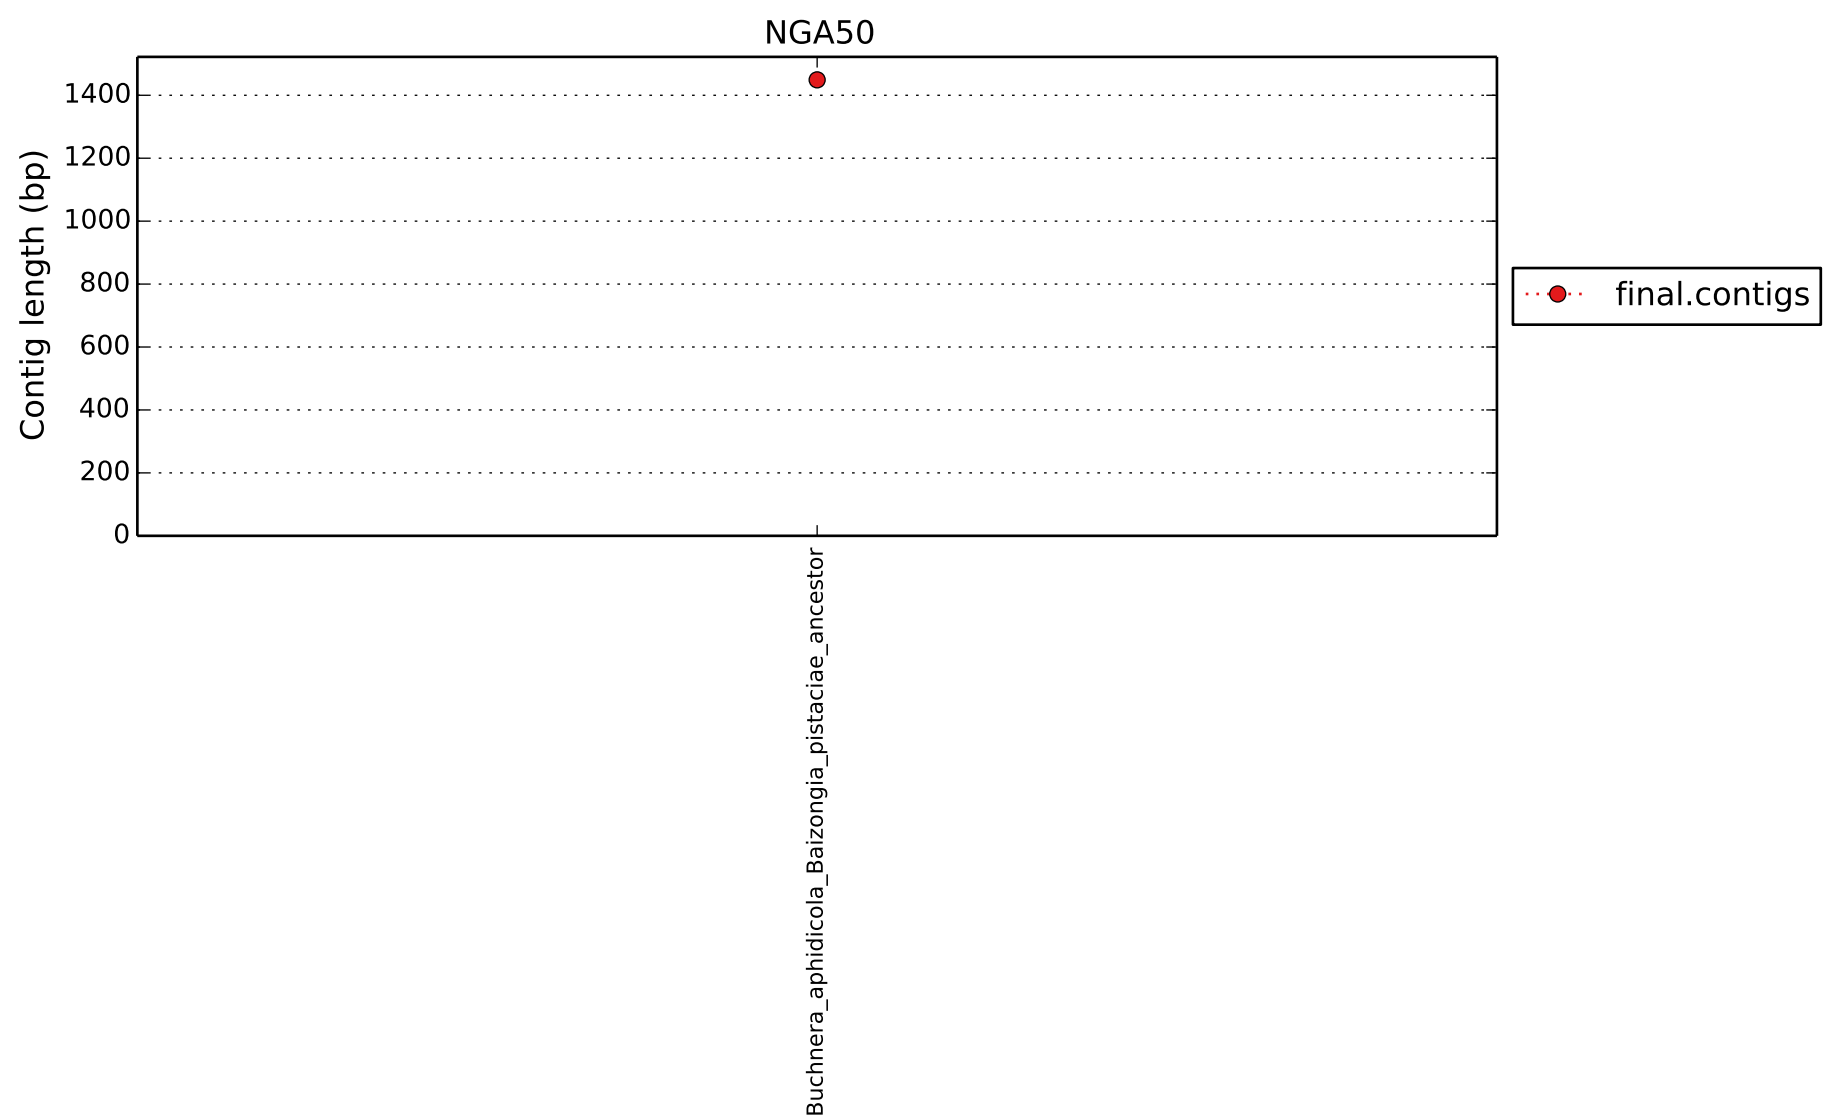 NGA50
Contig length (bp)
1400
1200
1000
800
600
400
200
0
final.contigs
Buchnera_aphidicola_Baizongia_pistaciae_ancestor